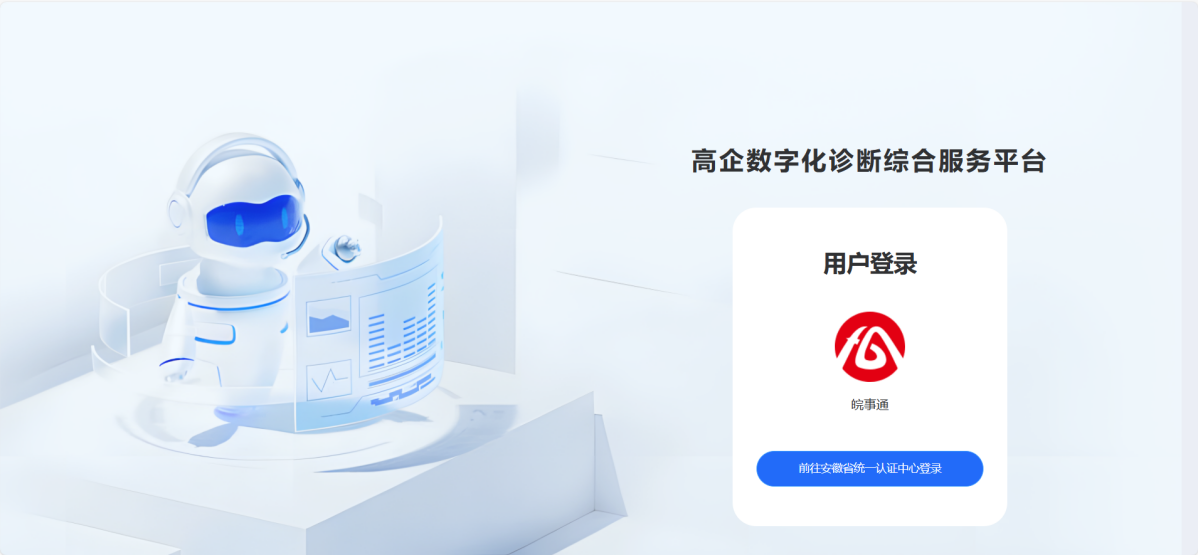 高企数字化诊断综合服务平台
用户登录
皖事通
前往安徽省统一认证中心登录